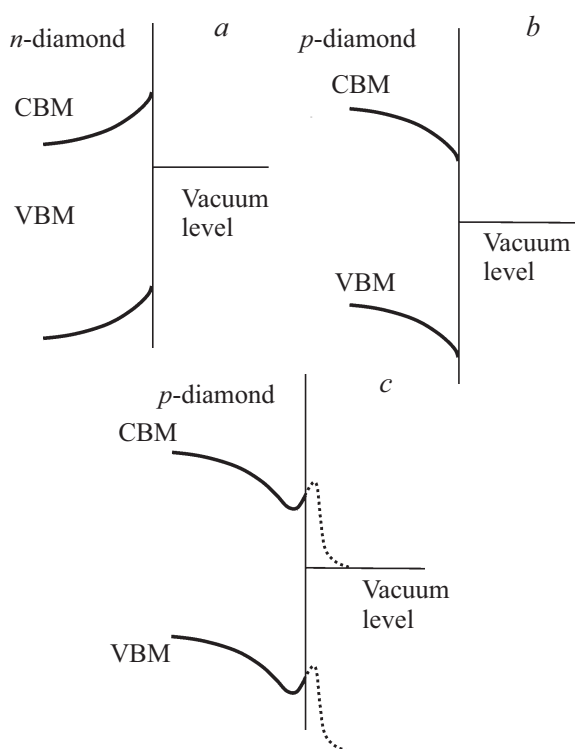 n-diamond
a
CBM
VBM
Vacuum
level
p-diamond
b
CBM
VBM
Vacuum
level
p-diamond
c
CBM
VBM
Vacuum
level